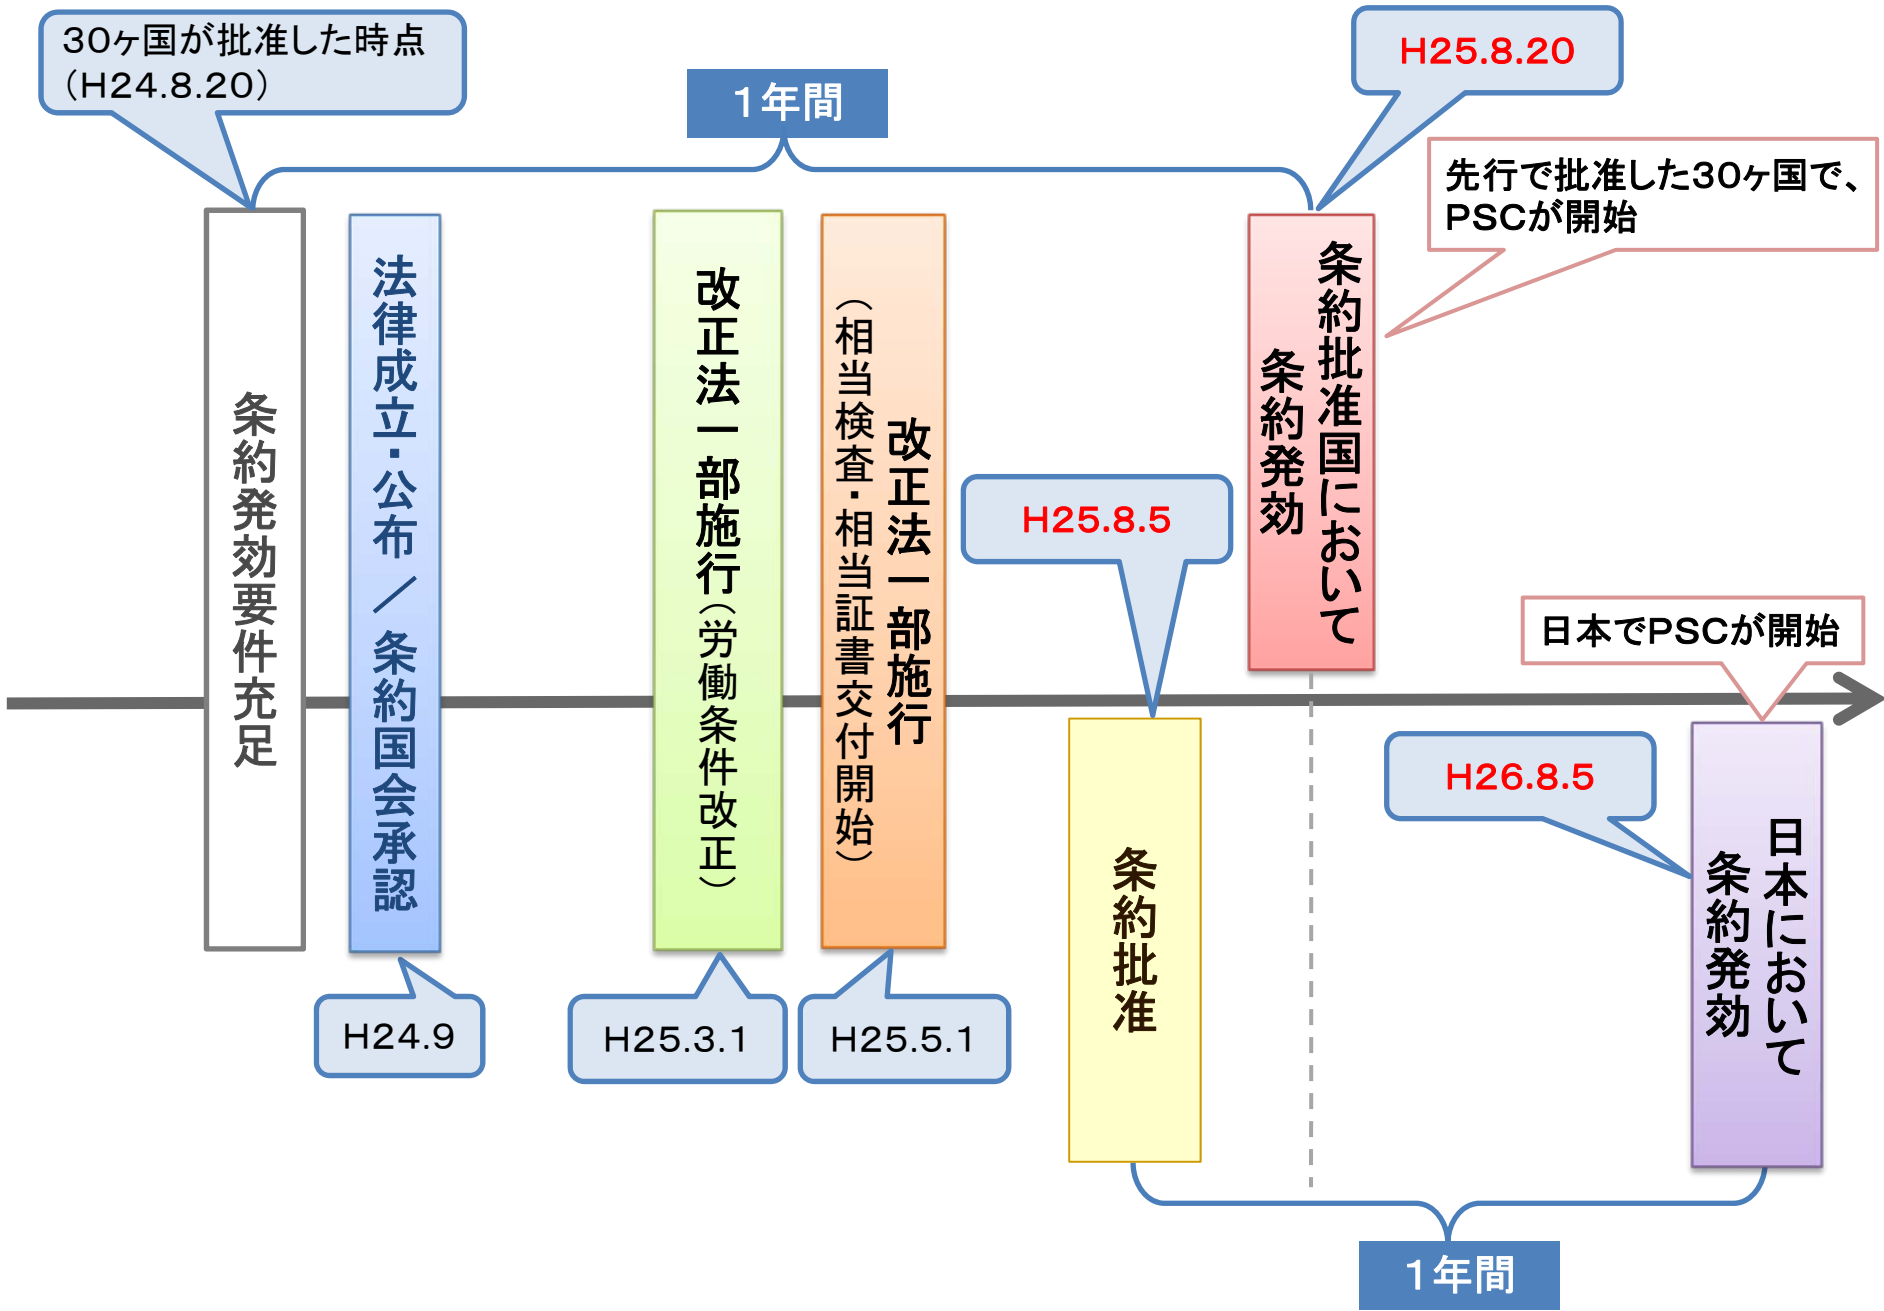 30ヶ国が批准した時点
（H24.8.20）
1年間
H25.8.20
先行で批准した30ヶ国で、
PSCが開始
条約発効要件充足
法律成立・公布／条約国会承認
改正法一部施行（労働条件改正）
改正法一部施行
（相当検査・相当証書交付開始）
H25.8.5
条約批准国において
条約発効
日本でPSCが開始
H26.8.5
条約批准
日本において
条約発効
H24.9
H25.3.1
H25.5.1
1年間